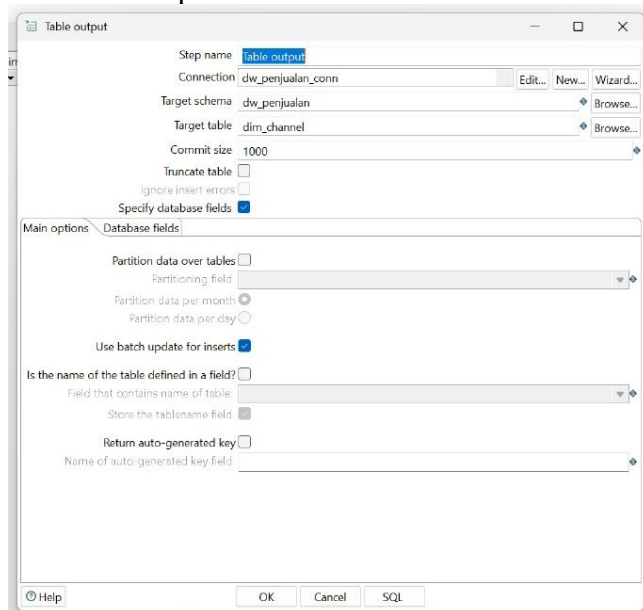 Table output
Step name Table output
Connection dw_penjualan_conn Edit... New... Wizard...
Target schema dw_penjualan Browse...
Target table dim_channel Browse...
Commit size 1000
Truncate table
Ignore insert errors
Specify database fields
Main options Database fields
Partition data over tables
Partitioning field
Partition data per month
Partition data per day
Use batch update for inserts
Is the name of the table defined in a field?
Field that contains name of table:
Store the tablename field
Return auto-generated key
Name of auto-generated key field
Help OK Cancel SQL